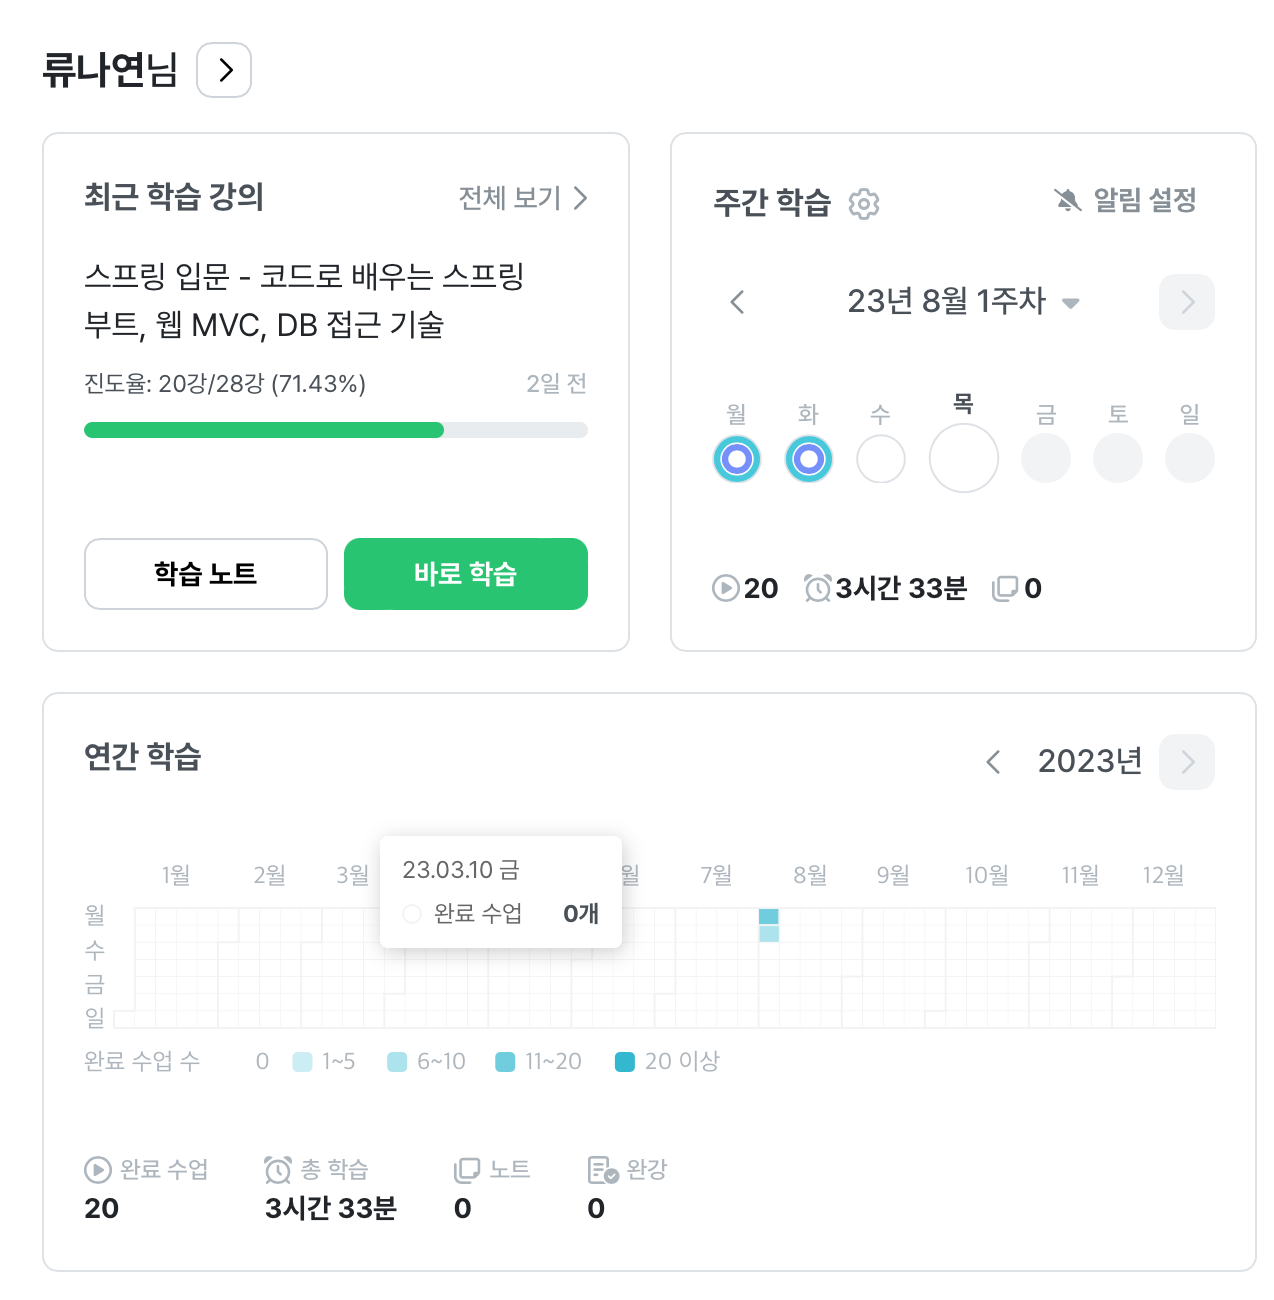 류나연님
최근 학습 강의
전체 보기
스프링 입문 - 코드로 배우는 스프링
부트, 웹 MVC, DB 접근 기술
진도율: 20강/28강 (71.43%)
2일 전
학습 노트
바로 학습
주간 학습
알림 설정
23년 8월 1주차
월 화 수 목 금 토 일
20 3시간 33분 0
연간 학습
2023년
1월 2월 3월 월 7월 8월 9월 10월 11월 12월
23.03.10 금
완료 수업 0개
월
수
금
일
완료 수업 수 0 1~5 6~10 11~20 20 이상
완료 수업 총 학습 노트 완강
20 3시간 33분 0 0